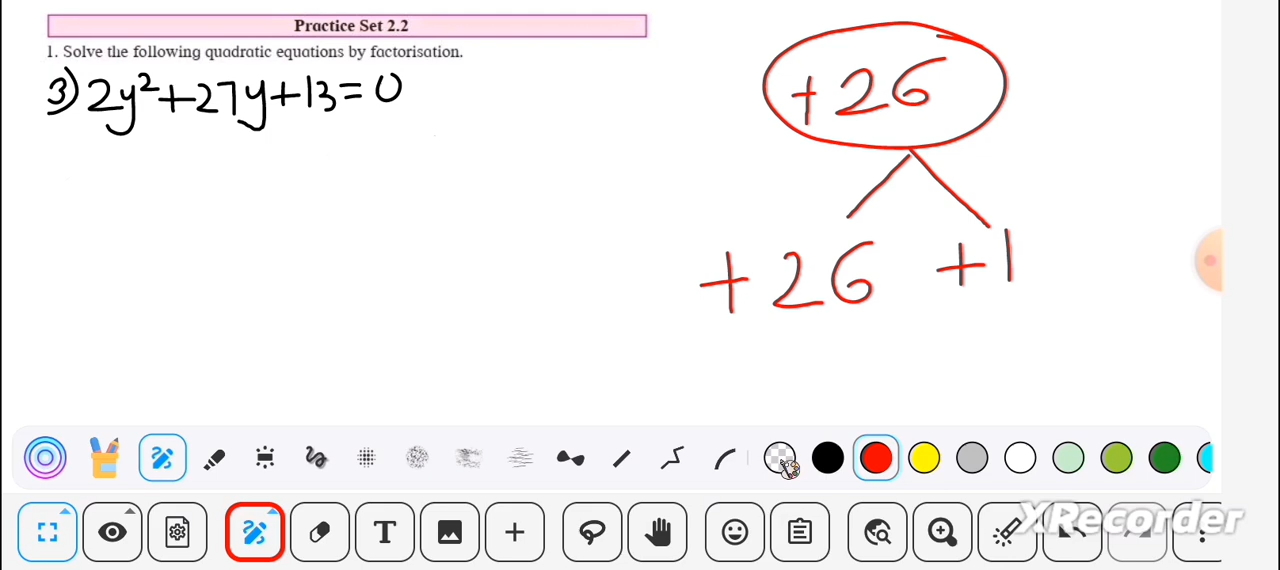 Practice Set 2.2
1. Solve the following quadratic equations by factorisation.
3) 2y²+27y+13=0
+26
+26 +1
T
XRecorder